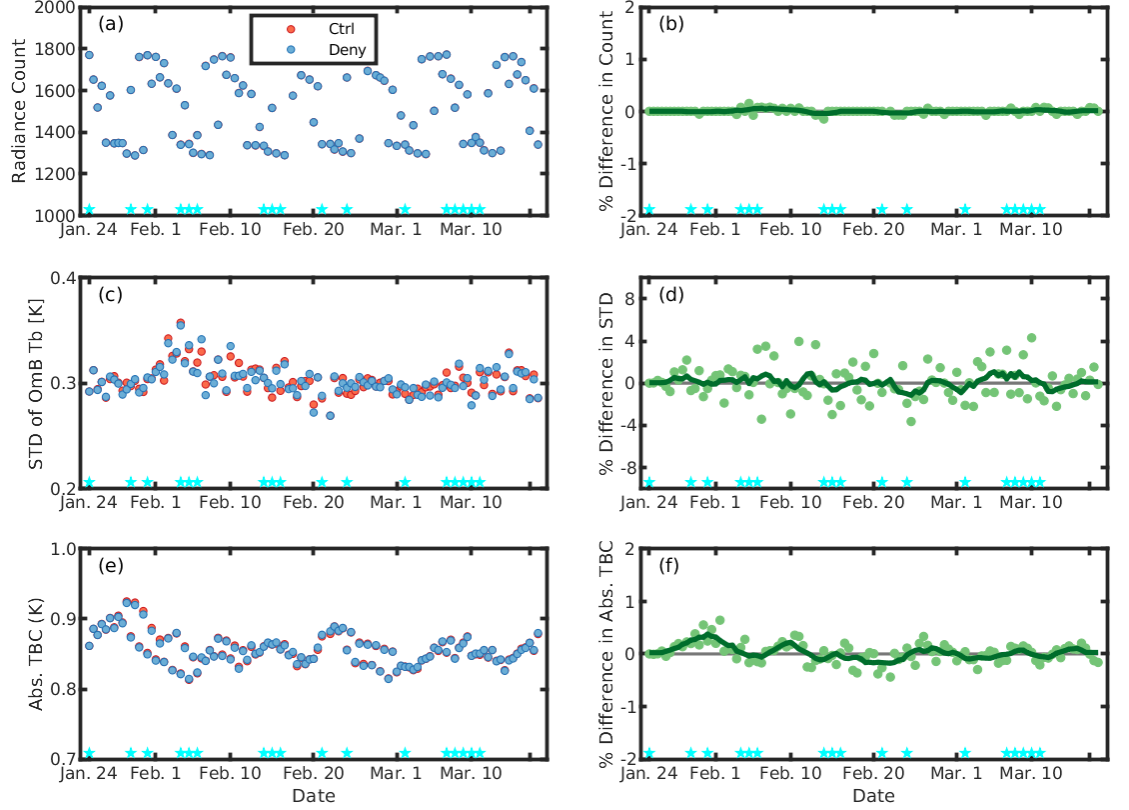 (a)
Ctrl
Deny
Radiance Count
2000
1800
1600
1400
1200
1000
Jan. 24 Feb. 1 Feb. 10 Feb. 20 Mar. 1 Mar. 10
(b)
% Difference in Count
2
1
0
-1
-2
Jan. 24 Feb. 1 Feb. 10 Feb. 20 Mar. 1 Mar. 10
(c)
STD of OmB Tb [K]
0.4
0.3
0.2
Jan. 24 Feb. 1 Feb. 10 Feb. 20 Mar. 1 Mar. 10
(d)
% Difference in STD
8
4
0
-4
-8
Jan. 24 Feb. 1 Feb. 10 Feb. 20 Mar. 1 Mar. 10
(e)
Abs. TBC (K)
1.0
0.9
0.8
0.7
Jan. 24 Feb. 1 Feb. 10 Feb. 20 Mar. 1 Mar. 10
Date
(f)
% Difference in Abs. TBC
2
1
0
-1
-2
Jan. 24 Feb. 1 Feb. 10 Feb. 20 Mar. 1 Mar. 10
Date